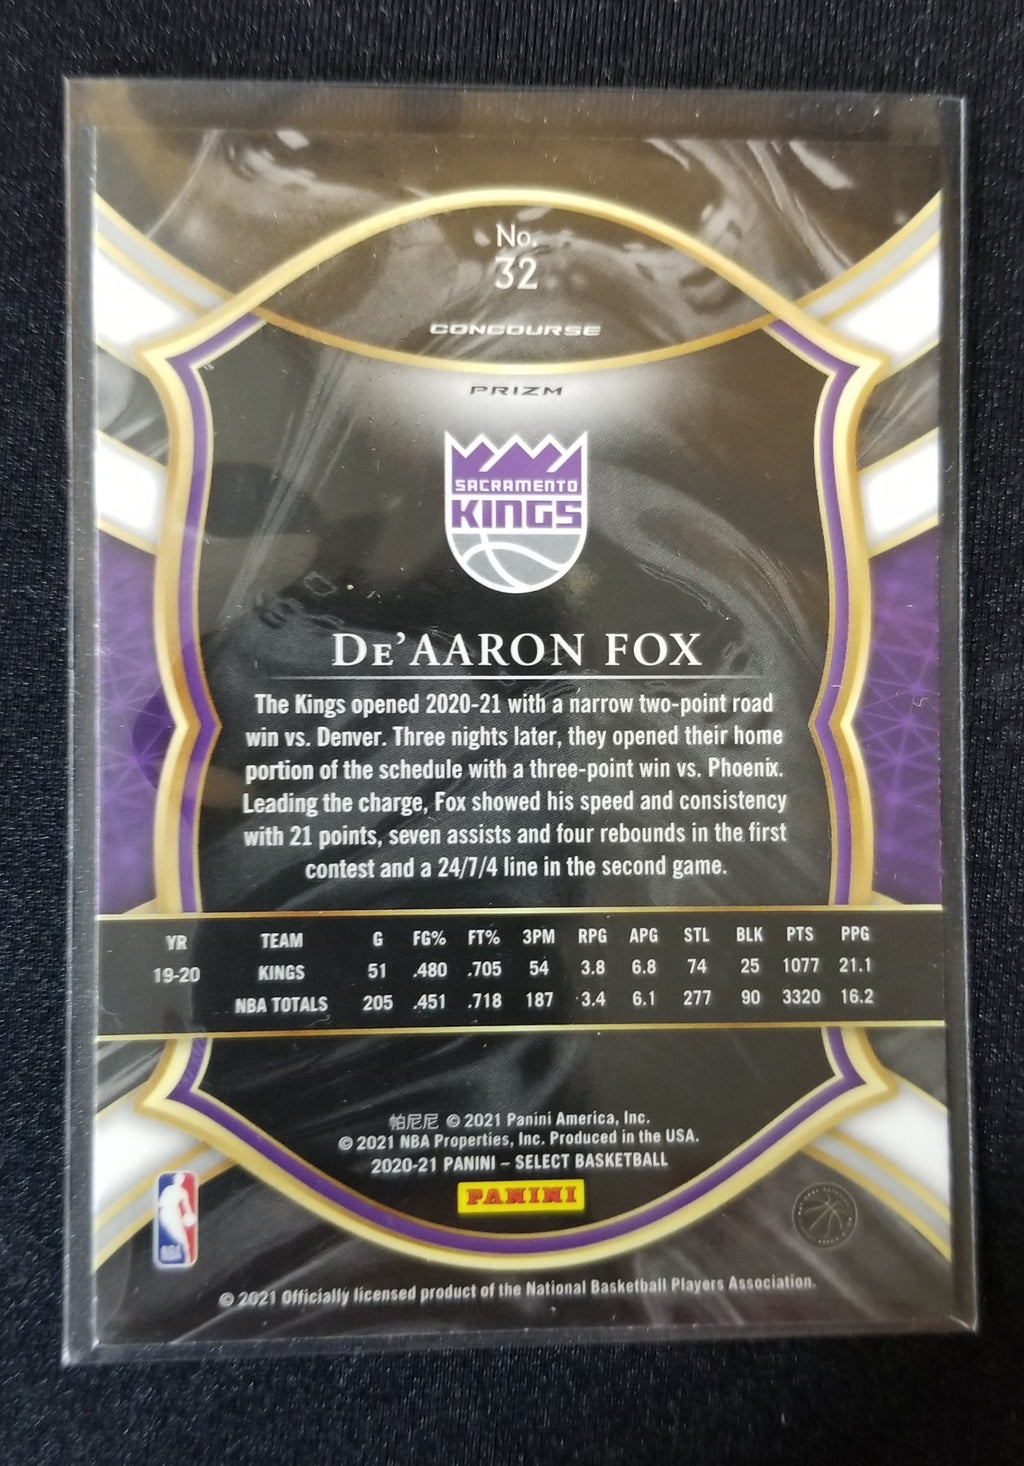 No.
32
CONCOURSE
PRIZM
SACRAMENTO
KINGS
DE'AARON FOX
The Kings opened 2020-21 with a narrow two-point road
win vs. Denver. Three nights later, they opened their home
portion of the schedule with a three-point win vs. Phoenix.
Leading the charge, Fox showed his speed and consistency
with 21 points, seven assists and four rebounds in the first
contest and a 24/7/4 line in the second game.
YR TEAM G FG% FT% 3PM RPG APG STL BLK PTS PPG
19-20 KINGS 51 .480 .705 54 3.8 6.8 74 25 1077 21.1
NBA TOTALS 205 .451 .718 187 3.4 6.1 277 90 3320 16.2
帕尼尼 © 2021 Panini America, Inc.
© 2021 NBA Properties, Inc. Produced in the USA.
2020-21 PANINI – SELECT BASKETBALL
PANINI
NBA
© 2021 Officially licensed product of the National Basketball Players Association.